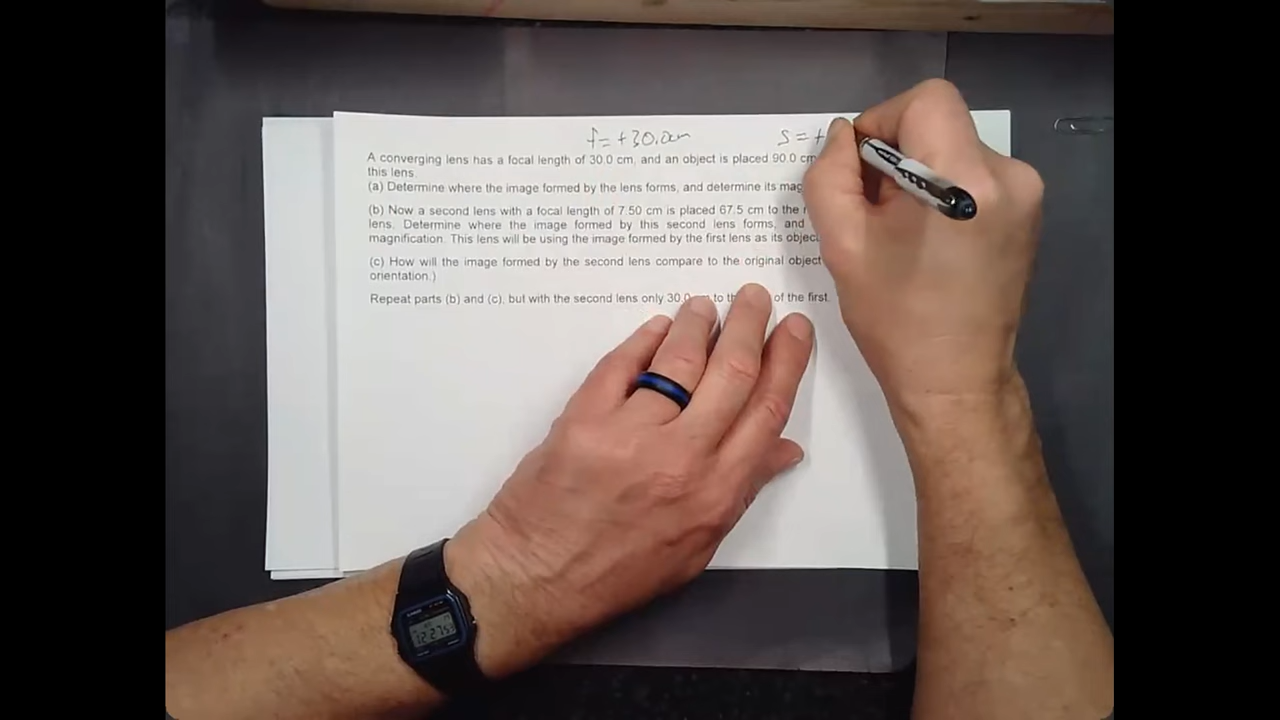 f = +30.0cm s = +
A converging lens has a focal length of 30.0 cm, and an object is placed 90.0 cm
this lens.
(a) Determine where the image formed by the lens forms, and determine its
(b) Now a second lens with a focal length of 7.50 cm is placed 67.5 cm to the
lens. Determine where the image formed by this second lens forms, and
magnification. This lens will be using the image formed by the first lens as its
(c) How will the image formed by the second lens compare to the original object
orientation.)
Repeat parts (b) and (c), but with the second lens only 30.0 to of the first.